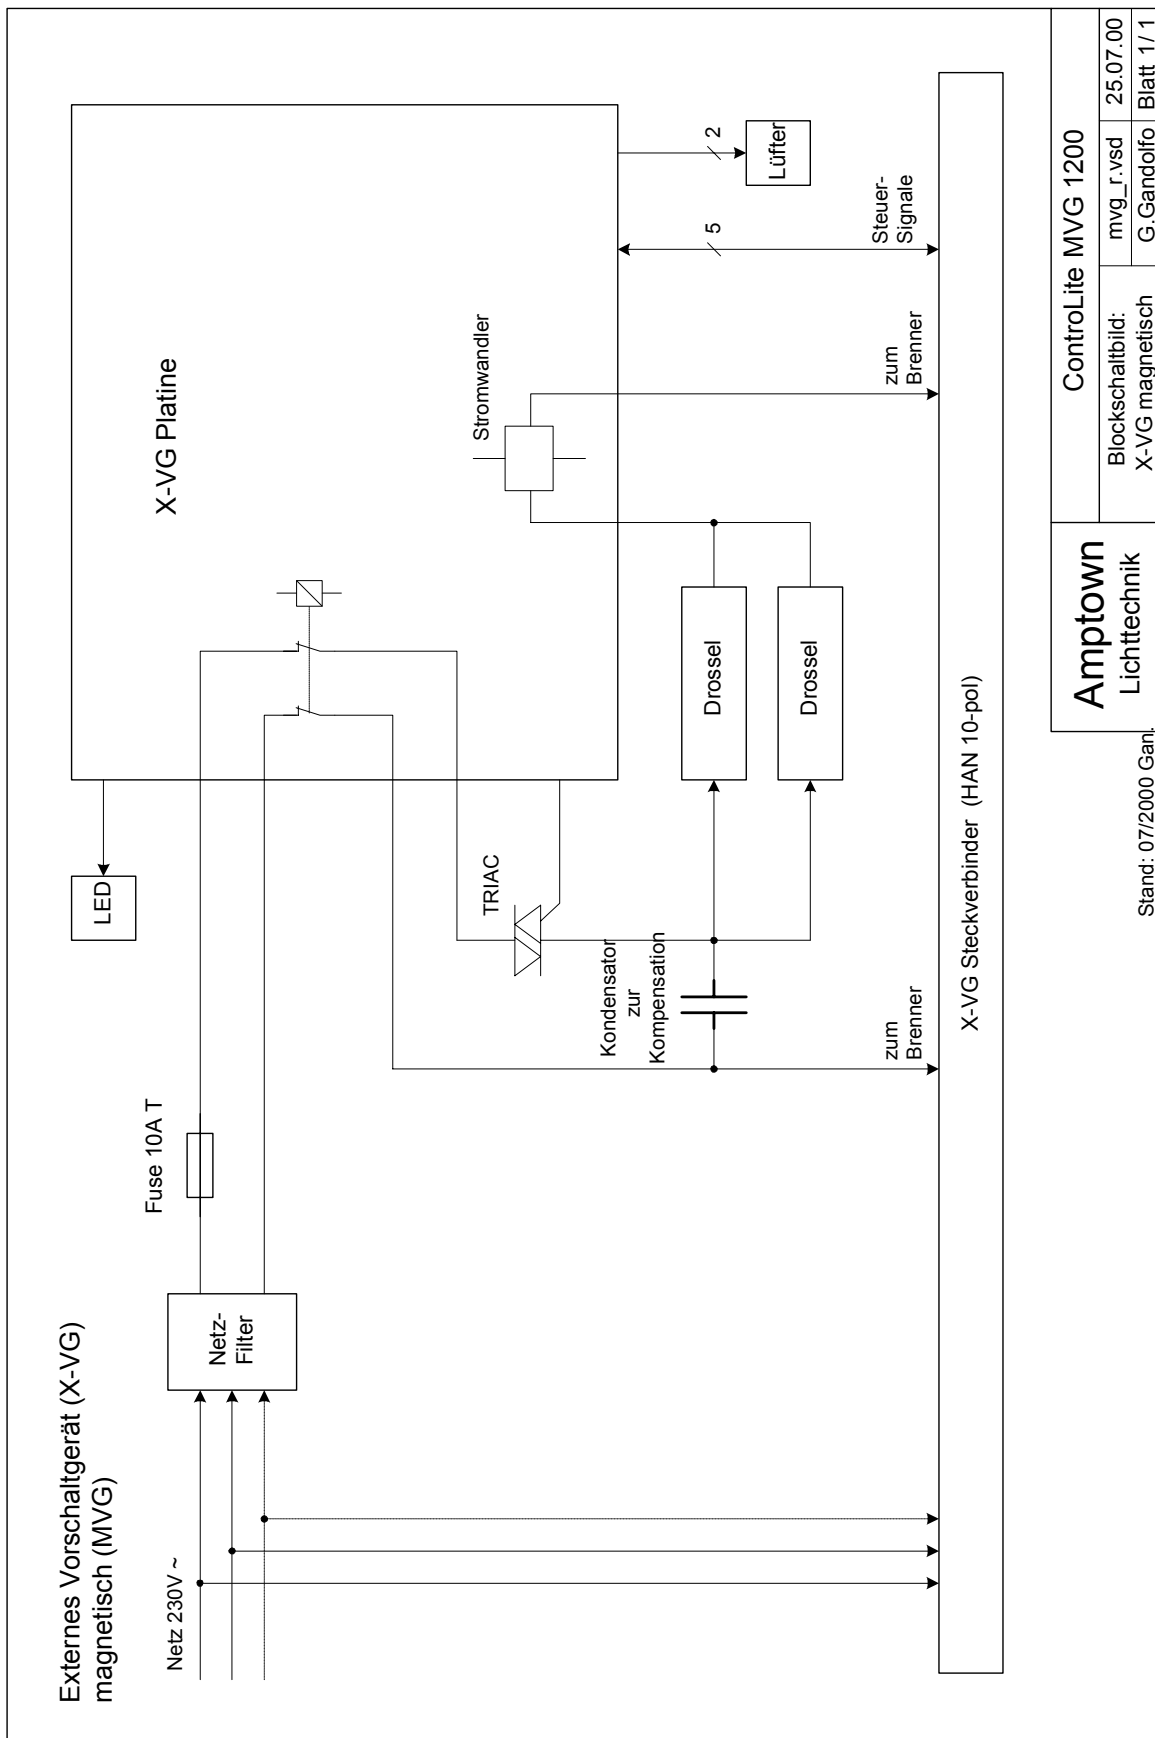 Externes Vorschaltgerät (X-VG)
magnetisch (MVG)
Netz 230V ~
Netz-
Filter
Fuse 10A T
LED
X-VG Platine
TRIAC
Stromwandler
Kondensator
zur
Kompensation
Drossel
Drossel
2
Lüfter
5
Steuer-
Signale
zum
Brenner
zum
Brenner
X-VG Steckverbinder (HAN 10-pol)
Amptown
Lichttechnik
ControLite MVG 1200
Blockschaltbild:
X-VG magnetisch
mvg_r.vsd
25.07.00
G.Gandolfo
Blatt 1/ 1
Stand: 07/2000 Gan.